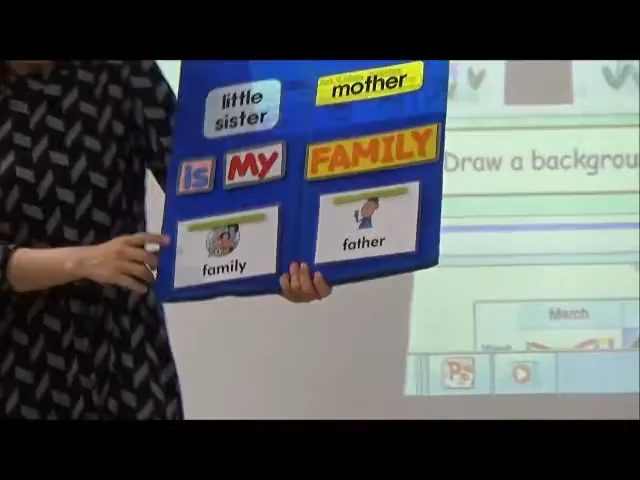 little
sister
mother
is
MY
FAMILY
family
father
Draw a backgrou
March